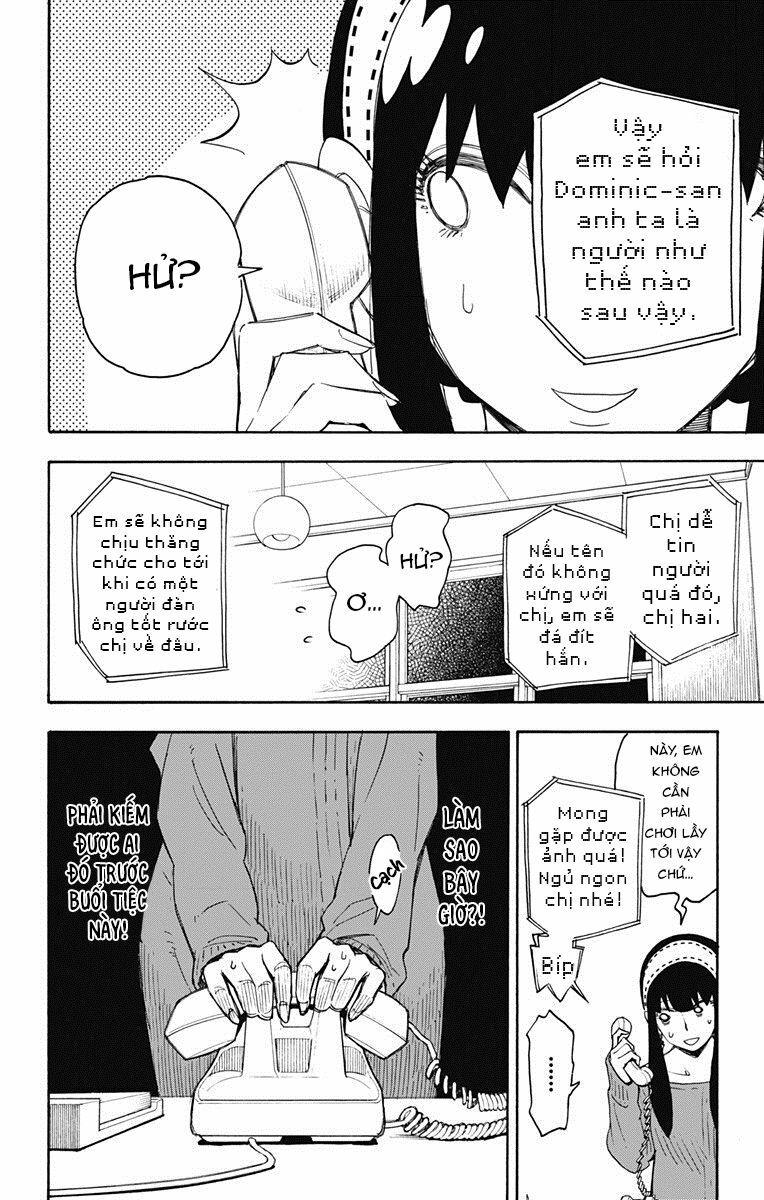 Vậy
em sẽ hỏi
Dominic-san
anh ta là
người như
thế nào
sau vậy.
HỬ?
Chị dễ
tin
người
quá đó,
chị hai.
Nếu tên
đó không
xứng với
chị, em sẽ
đá đít
hắn.
HỬ?
Ơ...
Em sẽ không
chịu thăng
chức cho tới
khi có một
người đàn
ông tốt rước
chị về đâu.
NÀY, EM
KHÔNG
CẦN
PHẢI
CHƠI LẦY
TỚI VẬY
CHỨ...
Mong
gặp được
ảnh quá!
Ngủ ngon
chị nhé!
Bíp
......
LÀM
SAO
BÂY
GIỜ?!
Cạch
PHẢI KIẾM
ĐƯỢC AI
ĐÓ TRƯỚC
BUỔI TIỆC
NÀY!